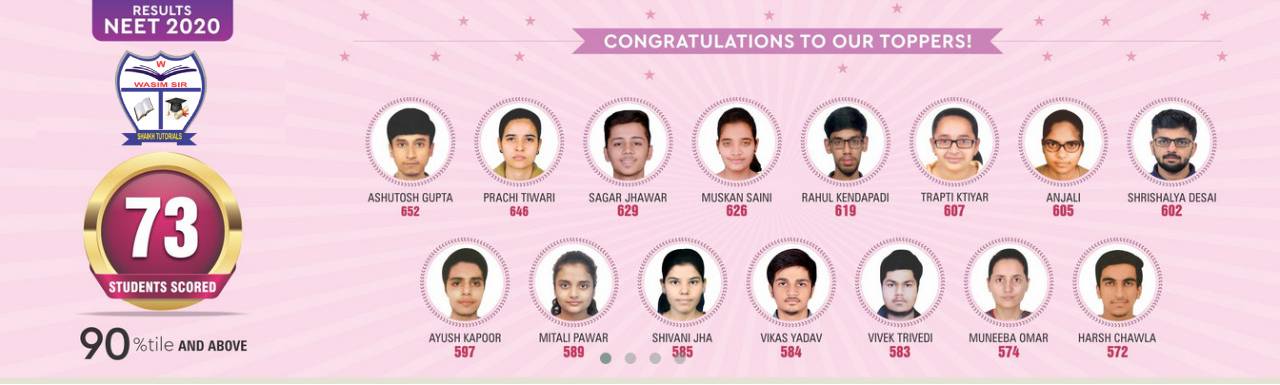 RESULTS
NEET 2020
W
WASIM SIR
SHAIKH TUTORIALS
73
STUDENTS SCORED
90 %tile AND ABOVE
CONGRATULATIONS TO OUR TOPPERS!
ASHUTOSH GUPTA PRACHI TIWARI SAGAR JHAWAR MUSKAN SAINI RAHUL KENDAPADI TRAPTI KTIYAR ANJALI SHRISHALYA DESAI
652 646 629 626 619 607 605 602
AYUSH KAPOOR MITALI PAWAR SHIVANI JHA VIKAS YADAV VIVEK TRIVEDI MUNEEBA OMAR HARSH CHAWLA
597 589 585 584 583 574 572